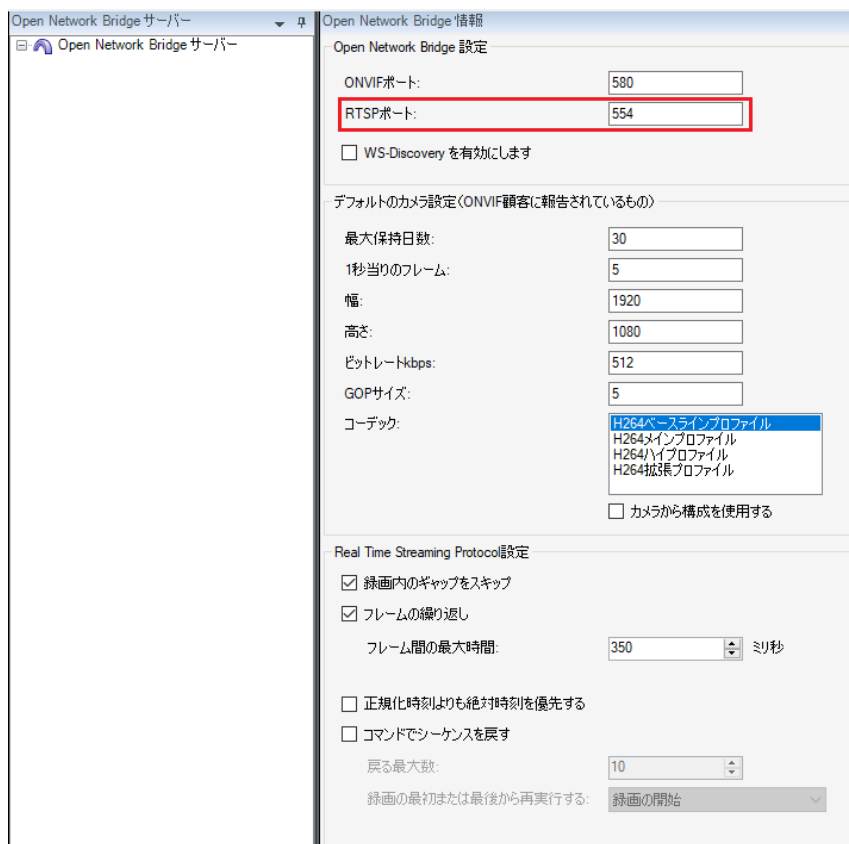 Open Network Bridge サーバー
Open Network Bridge サーバー
Open Network Bridge 情報
Open Network Bridge 設定
ONVIFポート: 580
RTSPポート: 554
WS-Discovery を有効にします
デフォルトのカメラ設定(ONVIF顧客に報告されているもの)
最大保持日数: 30
1秒当りのフレーム: 5
幅: 1920
高さ: 1080
ビットレートkbps: 512
GOPサイズ: 5
コーデック: H264ベースラインプロファイル
H264メインプロファイル
H264ハイプロファイル
H264拡張プロファイル
カメラから構成を使用する
Real Time Streaming Protocol設定
録画内のギャップをスキップ
フレームの繰り返し
フレーム間の最大時間: 350 ミリ秒
正規化時刻よりも絶対時刻を優先する
コマンドでシーケンスを戻す
戻る最大数: 10
録画の最初または最後から再実行する: 録画の開始